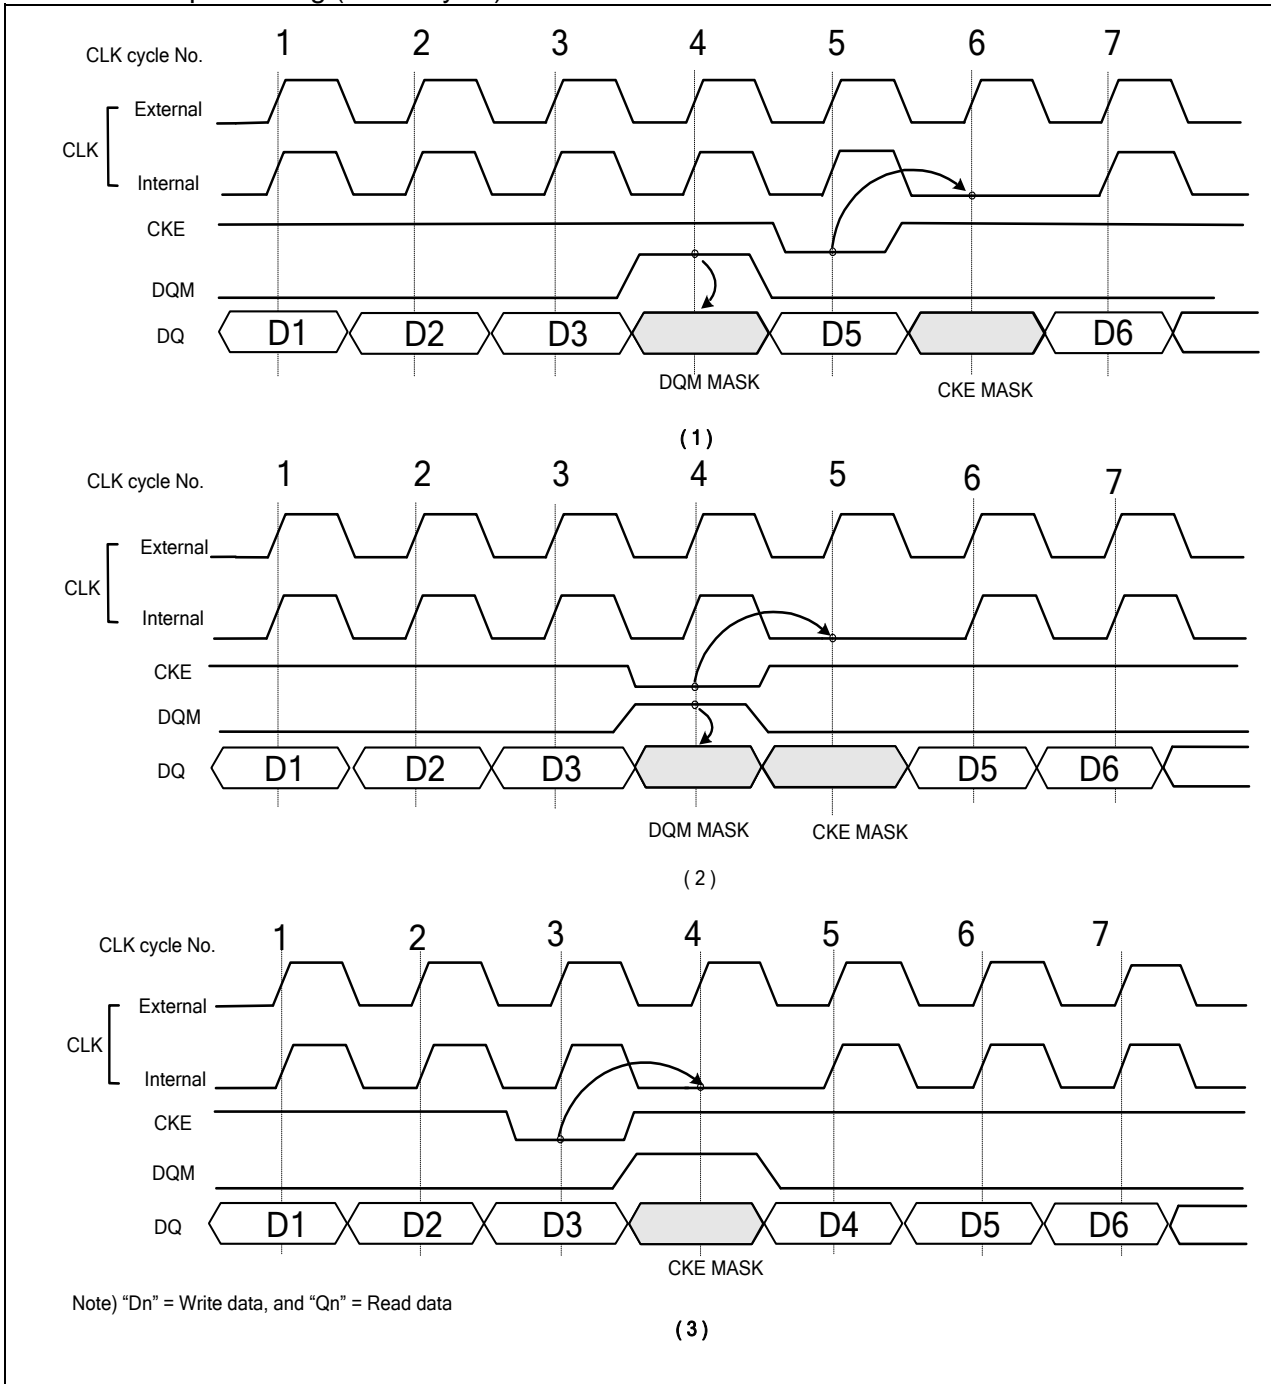 CLK cycle No. 1 2 3 4 5 6 7
External
CLK
Internal
CKE
DQM
DQ D1 D2 D3 D5 D6
DQM MASK CKE MASK
( 1 )
CLK cycle No. 1 2 3 4 5 6 7
External
CLK
Internal
CKE
DQM
DQ D1 D2 D3 D5 D6
DQM MASK CKE MASK
( 2 )
CLK cycle No. 1 2 3 4 5 6 7
External
CLK
Internal
CKE
DQM
DQ D1 D2 D3 D4 D5 D6
CKE MASK
Note) “Dn” = Write data, and “Qn” = Read data
( 3 )